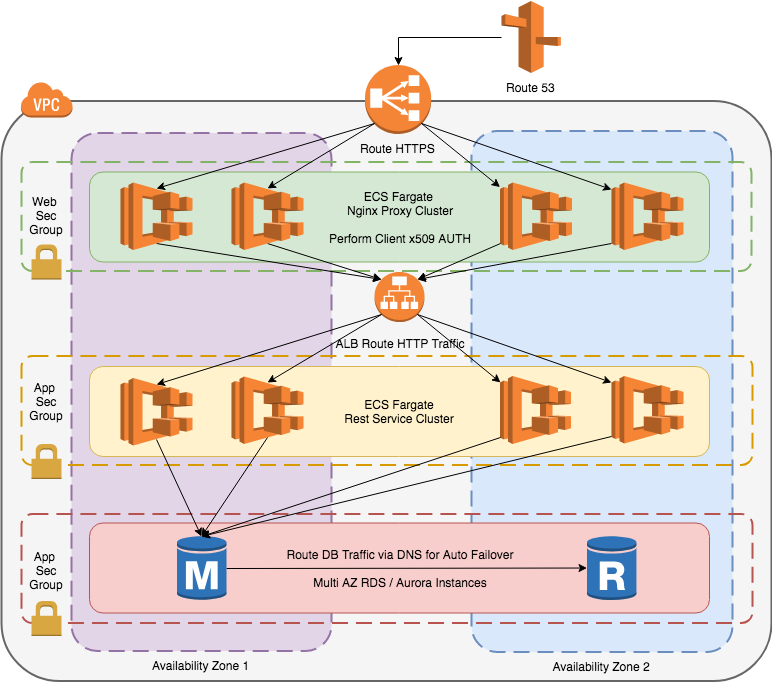 Route 53
VPC
Route HTTPS
Web
Sec
Group
ECS Fargate
Nginx Proxy Cluster
Perform Client x509 AUTH
ALB Route HTTP Traffic
App
Sec
Group
ECS Fargate
Rest Service Cluster
App
Sec
Group
Route DB Traffic via DNS for Auto Failover
M
R
Multi AZ RDS / Aurora Instances
Availability Zone 1
Availability Zone 2